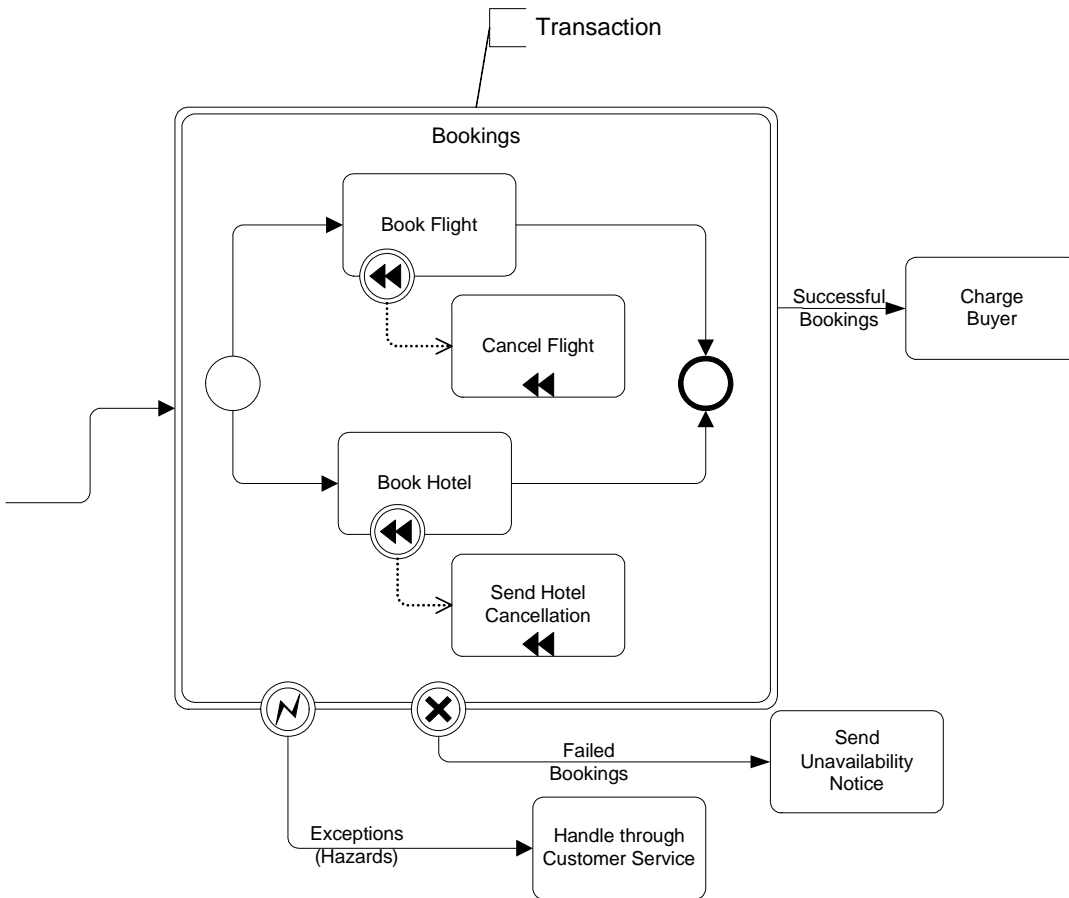 Transaction
Bookings
Book Flight
Cancel Flight
Successful
Bookings
Charge
Buyer
Book Hotel
Send Hotel
Cancellation
Failed
Bookings
Send
Unavailability
Notice
Exceptions
(Hazards)
Handle through
Customer Service